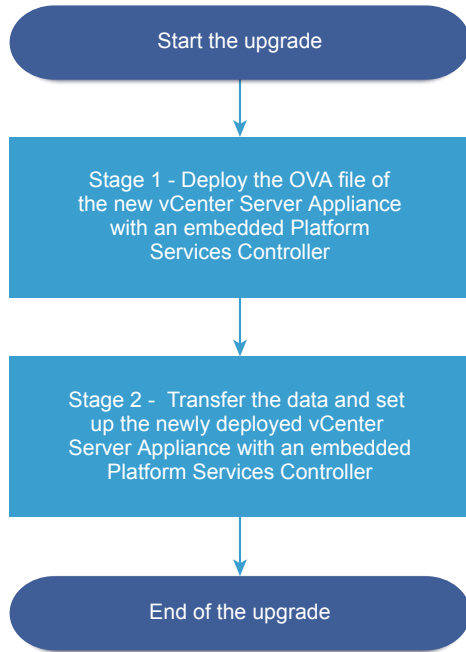 Start the upgrade
Stage 1 - Deploy the OVA file of
the new vCenter Server Appliance
with an embedded Platform
Services Controller
Stage 2 -  Transfer the data and set
up the newly deployed vCenter
Server Appliance with an embedded
Platform Services Controller
End of the upgrade